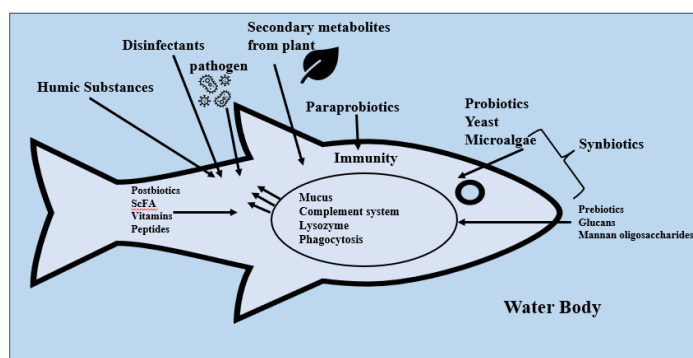 Secondary metabolites
from plant
Disinfectants
pathogen
Humic Substances
Paraprobiotics
Probiotics
Yeast
Microalgae
Synbiotics
Immunity
Postbiotics
ScFA
Vitamins
Peptides
Mucus
Complement system
Lysozyme
Phagocytosis
Prebiotics
Glucans
Mannan oligosaccharides
Water Body